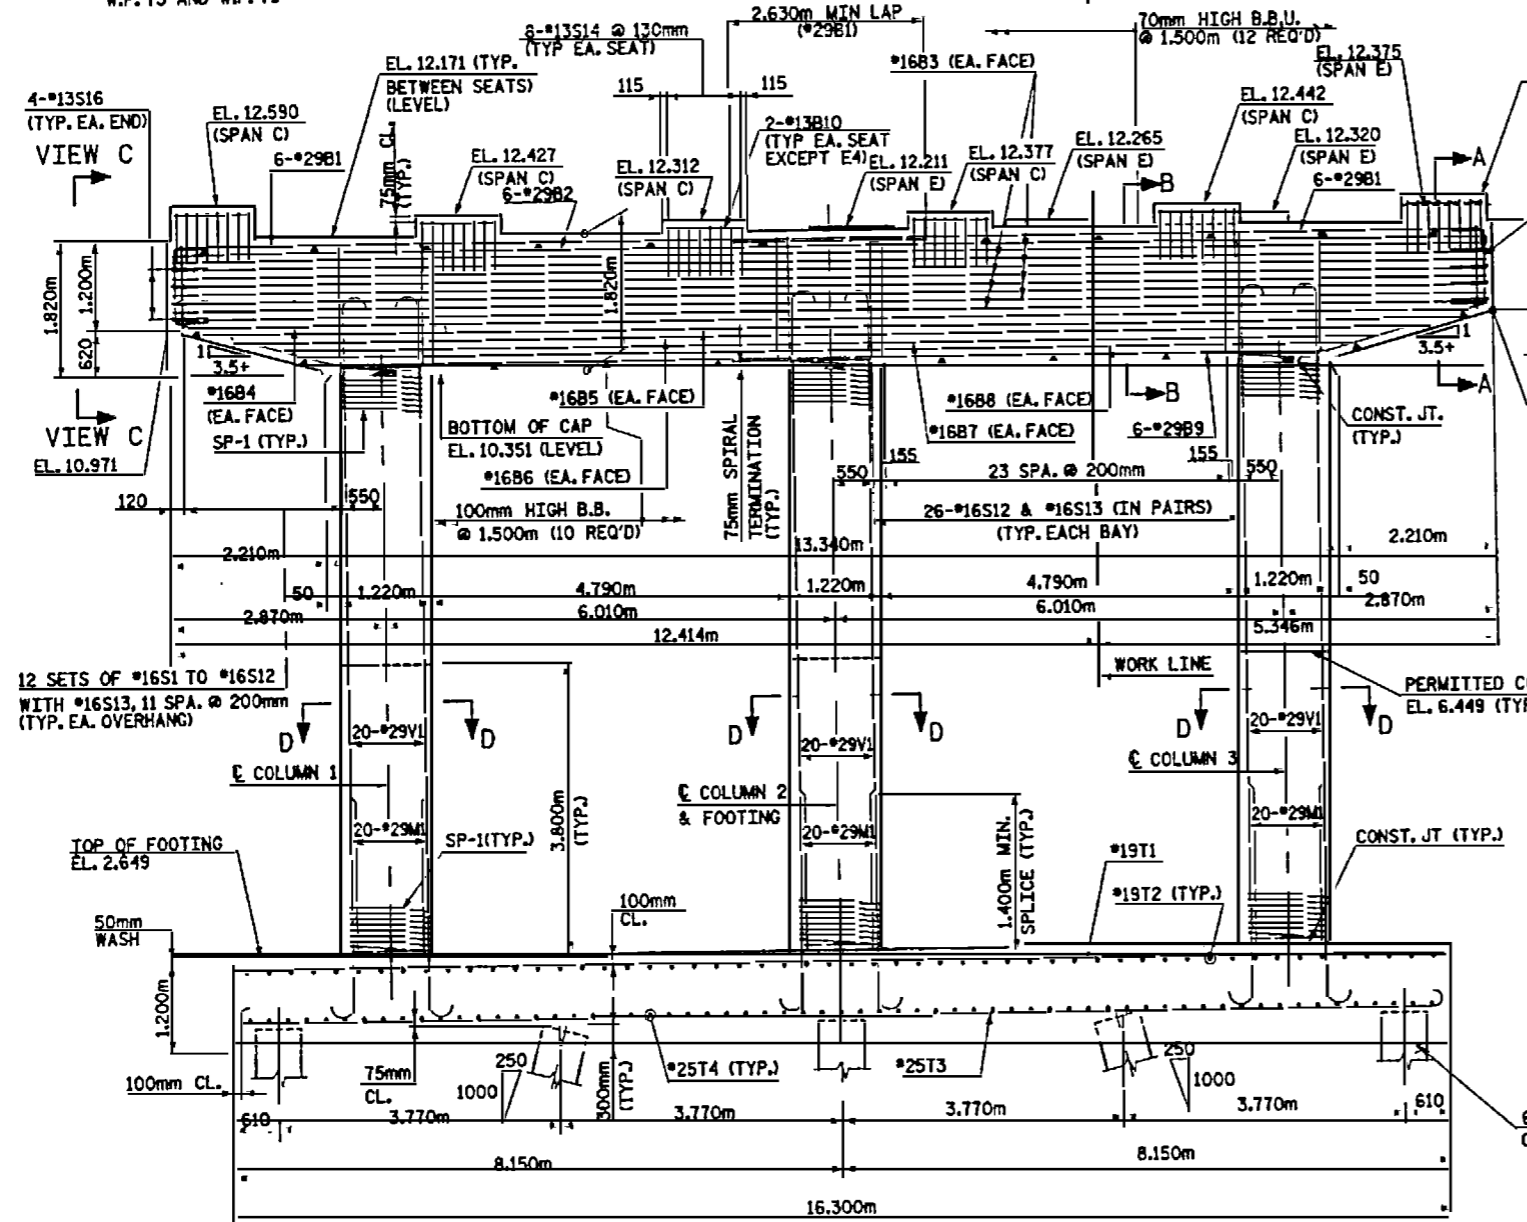 2.630m MIN LAP
(#29B1)
70mm HIGH B.B.U.
@ 1.500m (12 REQ'D)
8-#13S14 @ 130mm
(TYP EA. SEAT)
EL. 12.171 (TYP.
BETWEEN SEATS)
(LEVEL)
#16B3 (EA. FACE)
EL. 12.375
(SPAN E)
115
115
4-#13S16
(TYP. EA. END)
VIEW C
EL. 12.590
(SPAN C)
6-#29B1
75mm CL.
(TYP.)
EL. 12.427
(SPAN C)
6-#29B2
EL. 12.312
(SPAN C)
2-#13B10
(TYP EA. SEAT
EXCEPT E4)
EL. 12.211
(SPAN E)
EL. 12.377
(SPAN C)
EL. 12.265
(SPAN E)
EL. 12.442
(SPAN C)
EL. 12.320
(SPAN E)
6-#29B1
A
B
1.820m
1.200m
620
1.820m
1
3.5+
#16B4
(EA. FACE)
SP-1 (TYP.)
VIEW C
EL. 10.971
BOTTOM OF CAP
EL. 10.351 (LEVEL)
#16B5 (EA. FACE)
#16B6 (EA. FACE)
75mm SPIRAL
TERMINATION
(TYP.)
#16B8 (EA. FACE)
#16B7 (EA. FACE)
B
6-#29B9
1
3.5+
A
CONST. JT.
(TYP.)
120
550
100mm HIGH B.B.
@ 1.500m (10 REQ'D)
550
155
23 SPA. @ 200mm
155
550
26-#16S12 & #16S13 (IN PAIRS)
(TYP. EACH BAY)
2.210m
13.340m
2.210m
50
1.220m
4.790m
1.220m
4.790m
1.220m
50
2.870m
6.010m
6.010m
2.870m
12.414m
5.346m
12 SETS OF #16S1 TO #16S12
WITH #16S13, 11 SPA. @ 200mm
(TYP. EA. OVERHANG)
WORK LINE
PERMITTED C
EL. 6.449 (TYP
D
D
D
D
D
D
20-#29V1
20-#29V1
20-#29V1
℄ COLUMN 1
℄ COLUMN 2
& FOOTING
℄ COLUMN 3
3.800m
(TYP.)
20-#29M1
20-#29M1
20-#29M1
TOP OF FOOTING
EL. 2.649
SP-1(TYP.)
1.400m MIN.
SPLICE (TYP.)
#19T1
CONST. JT (TYP.)
#19T2 (TYP.)
50mm
WASH
100mm
CL.
1.200m
100mm CL.
75mm
CL.
250
1000
300mm
(TYP.)
#25T4 (TYP.)
#25T3
250
1000
610
3.770m
3.770m
3.770m
3.770m
610
8.150m
8.150m
16.300m